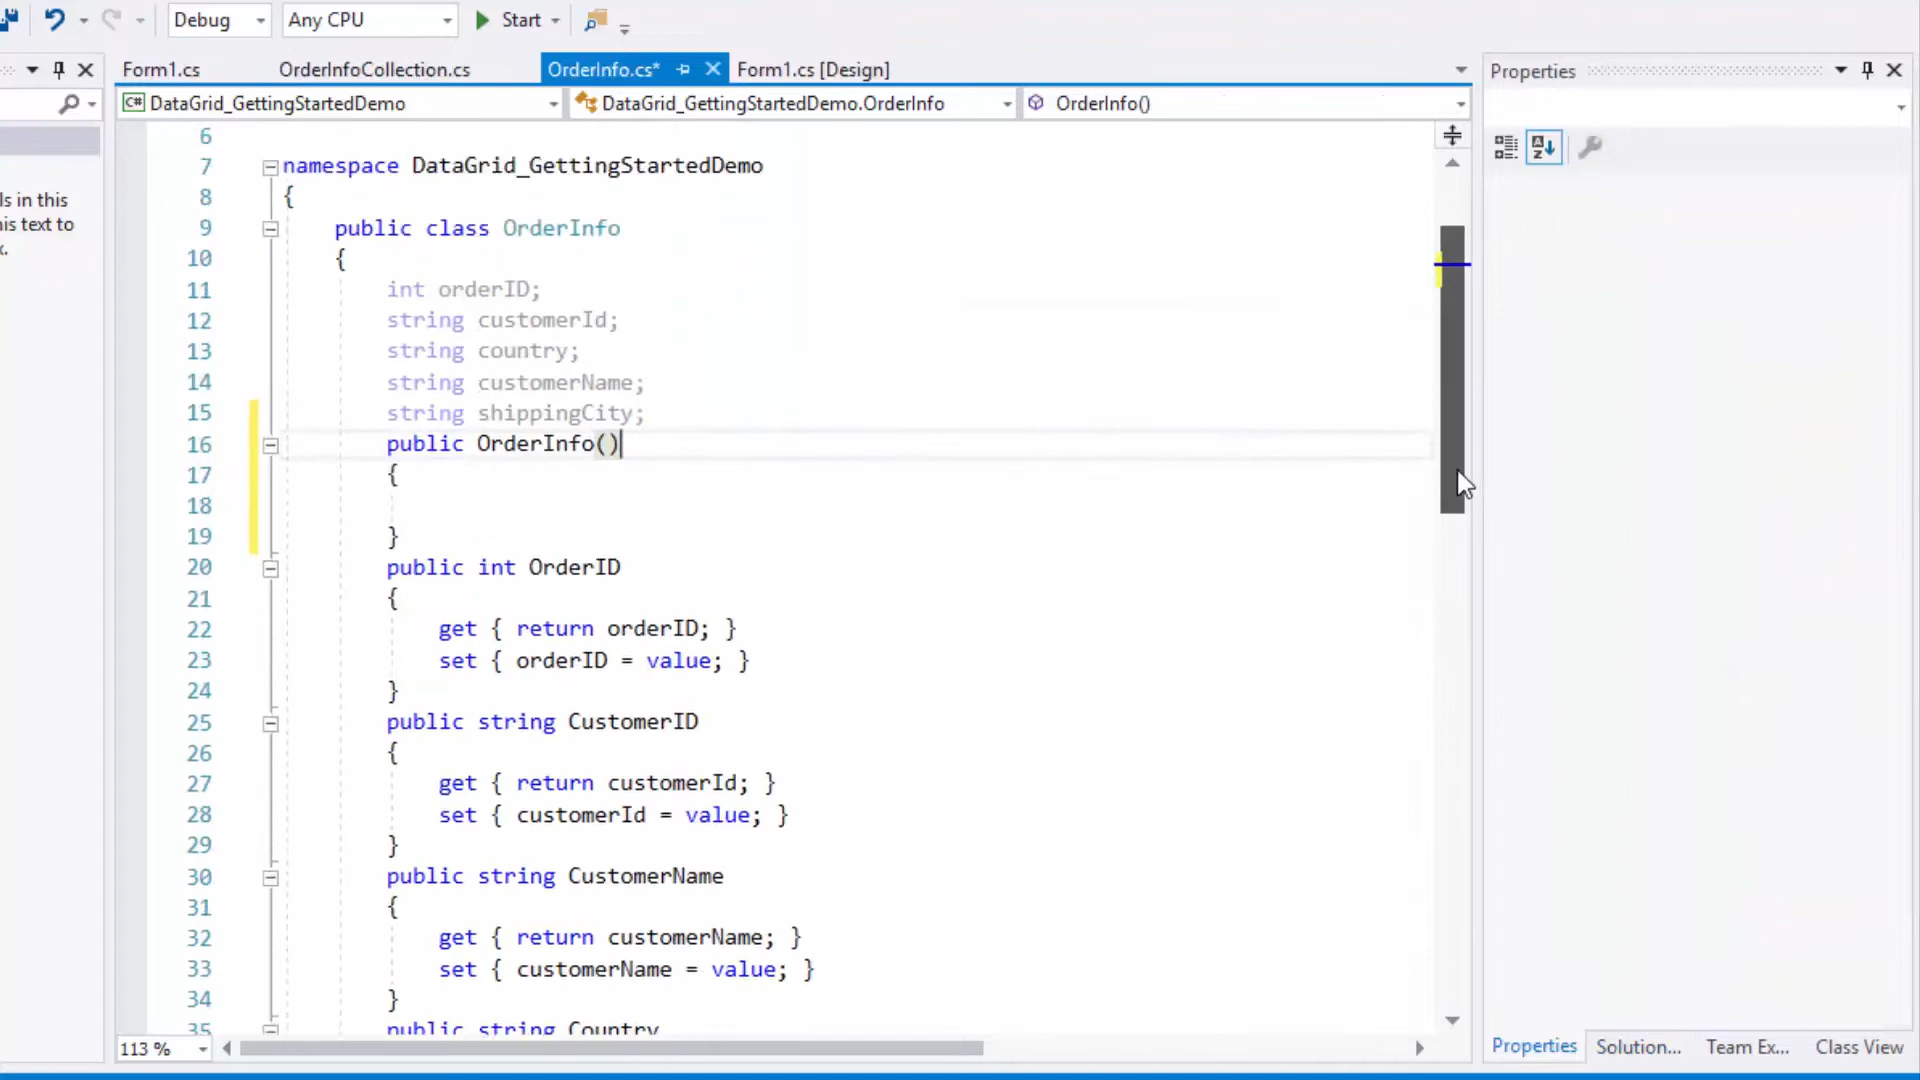 Debug Any CPU Start
Form1.cs OrderInfoCollection.cs OrderInfo.cs* Form1.cs [Design] Properties
C# DataGrid_GettingStartedDemo DataGrid_GettingStartedDemo.OrderInfo OrderInfo()
ls in this
his text to
x.
6
7 namespace DataGrid_GettingStartedDemo
8 {
9 public class OrderInfo
10 {
11 int orderID;
12 string customerId;
13 string country;
14 string customerName;
15 string shippingCity;
16 public OrderInfo()
17 {
18
19 }
20 public int OrderID
21 {
22 get { return orderID; }
23 set { orderID = value; }
24 }
25 public string CustomerID
26 {
27 get { return customerId; }
28 set { customerId = value; }
29 }
30 public string CustomerName
31 {
32 get { return customerName; }
33 set { customerName = value; }
34 }
35 public string Country
113 %
Properties Solution... Team Ex... Class View